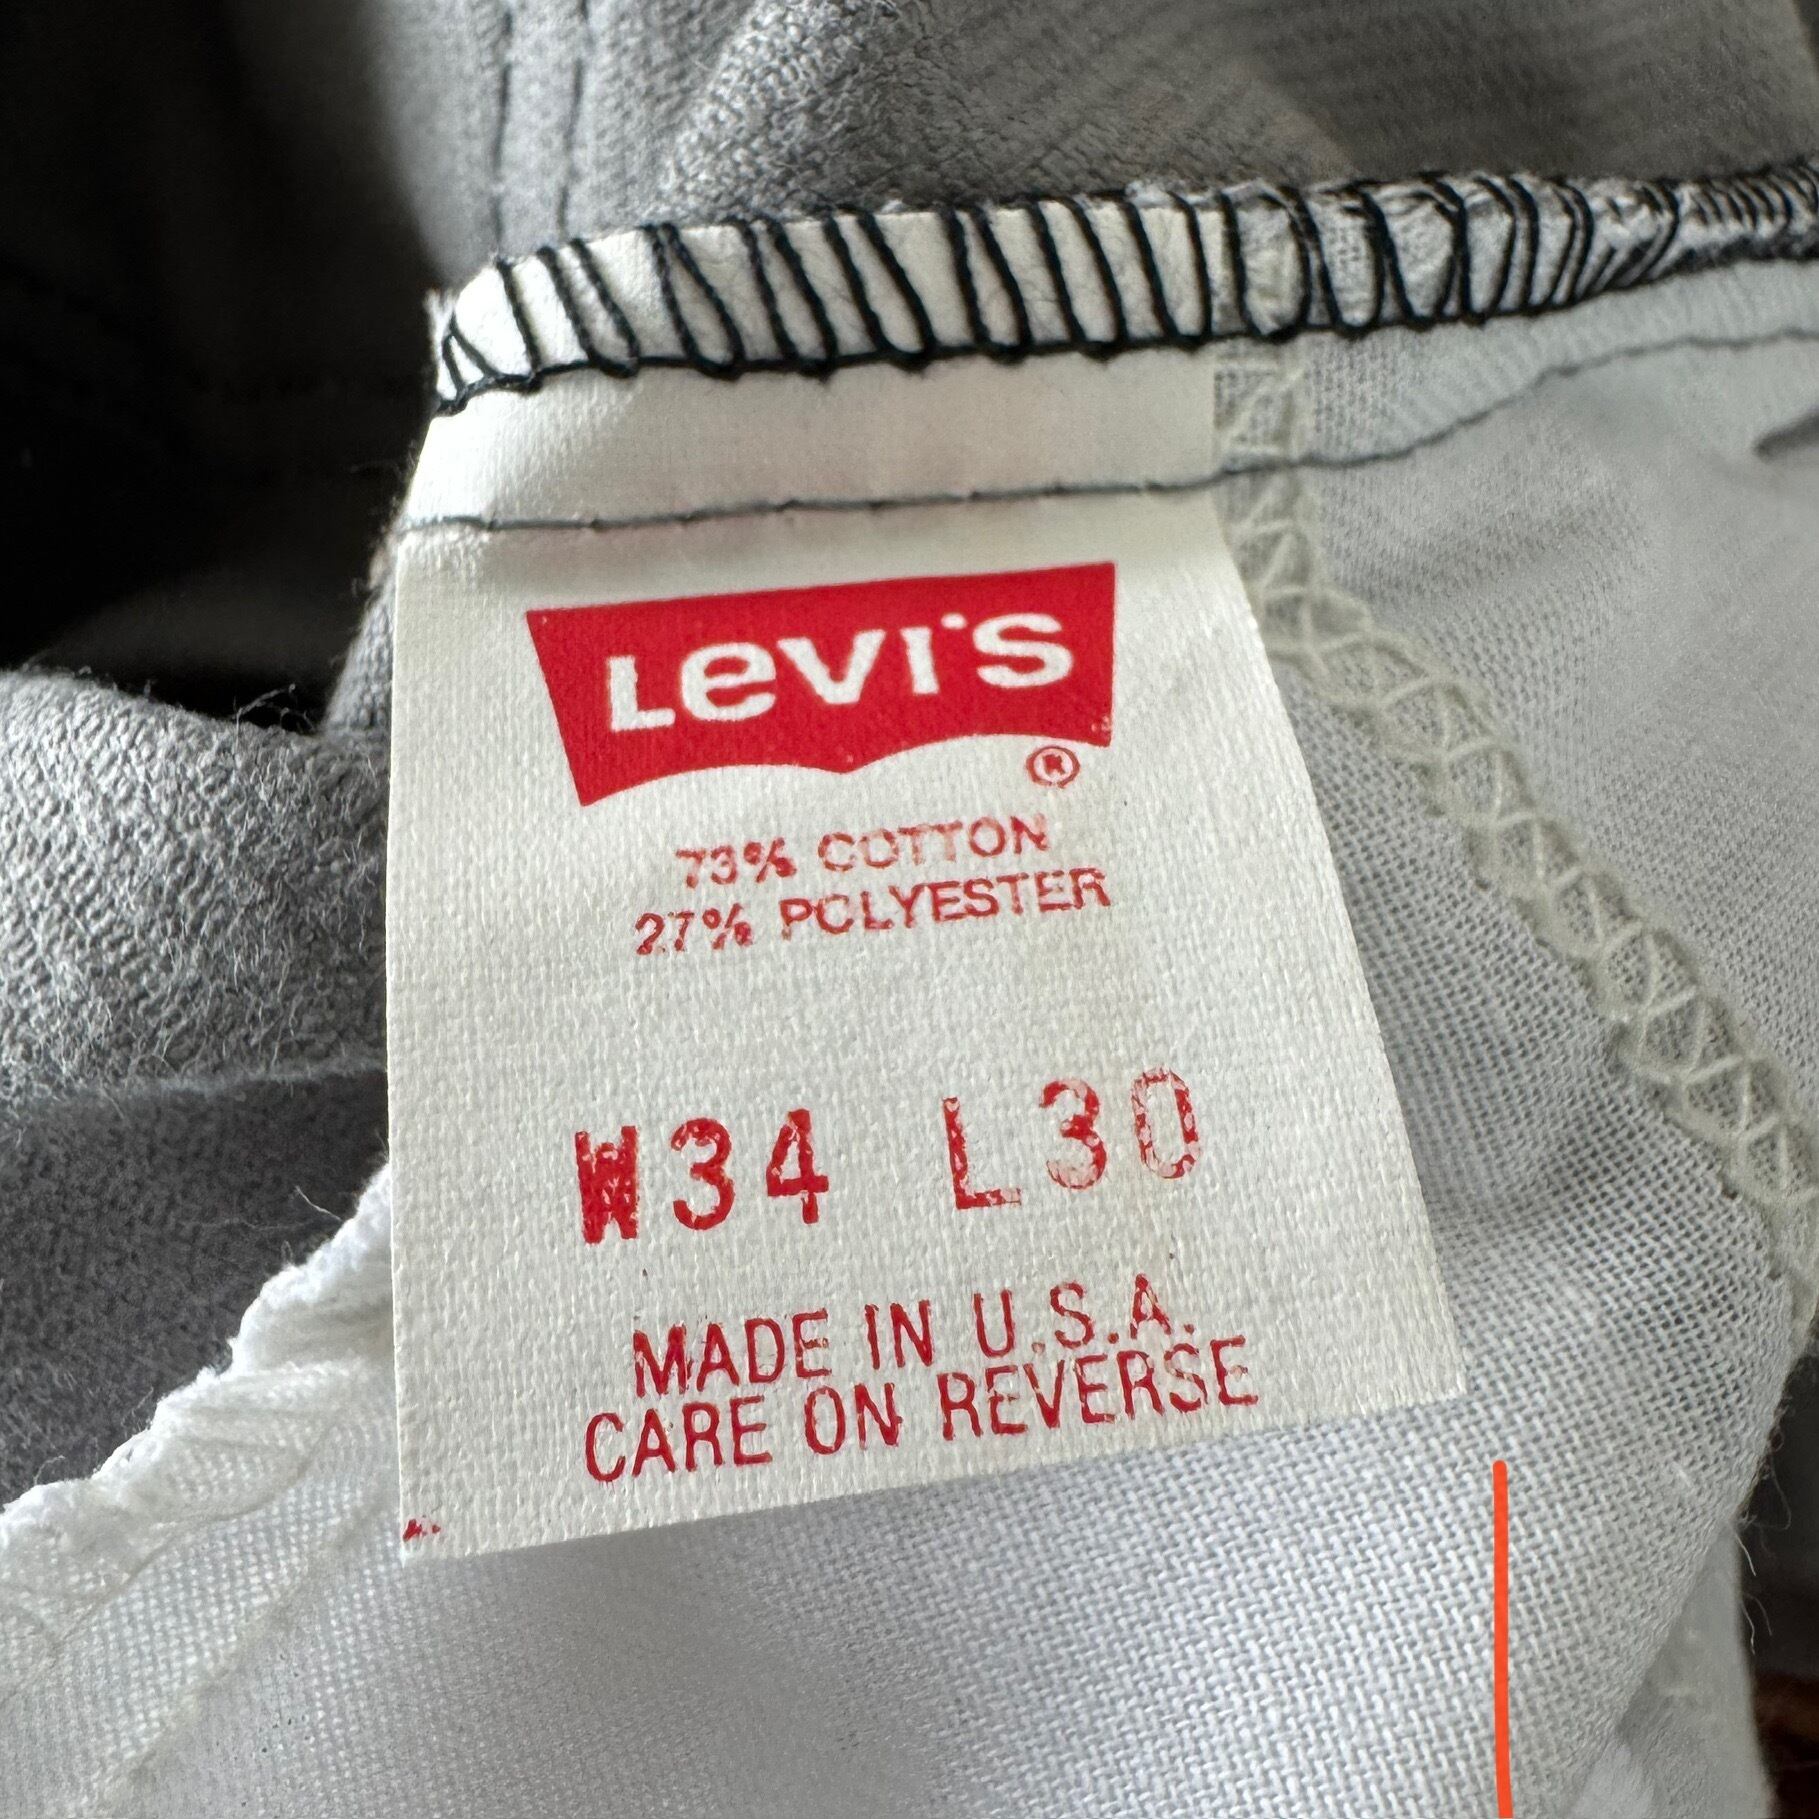 Levi's®
73% COTTON
27% POLYESTER
W34 L30
MADE IN U.S.A.
CARE ON REVERSE